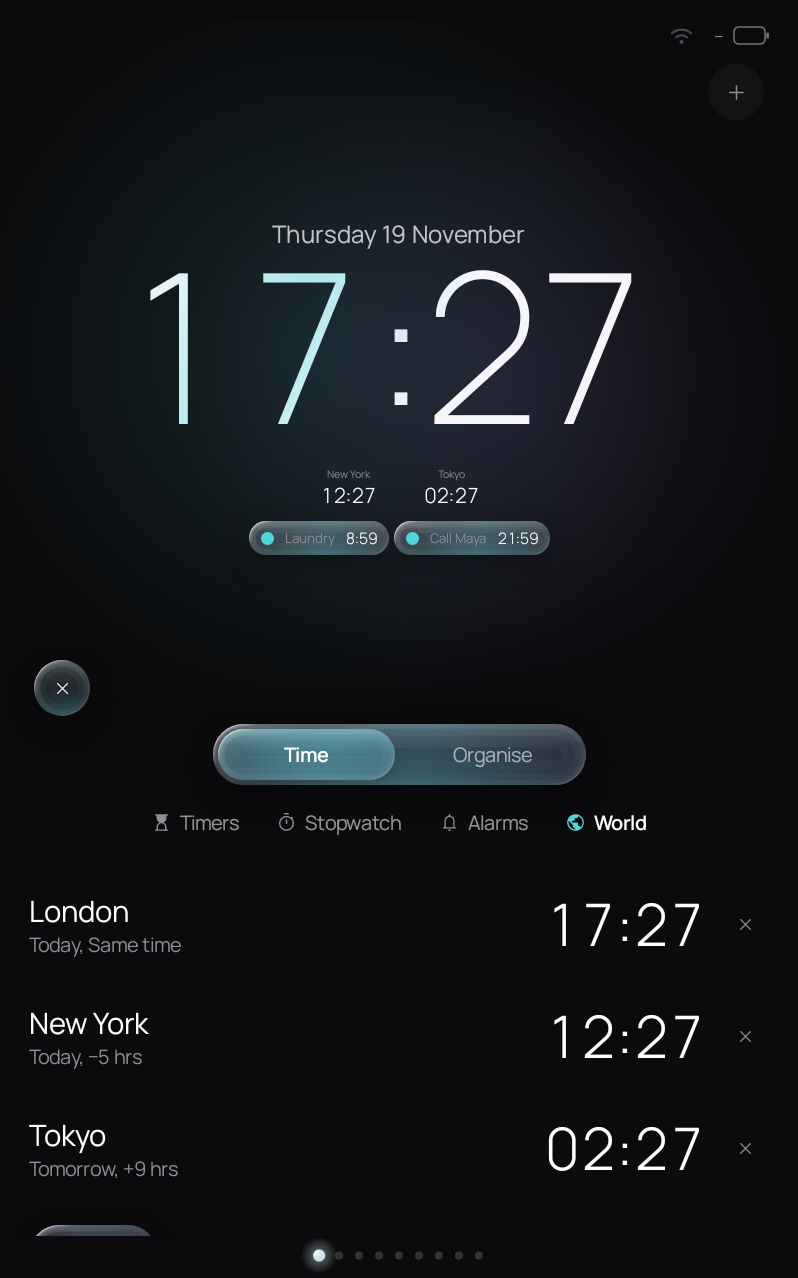 –
Thursday 19 November
17:27
New York Tokyo
12:27 02:27
Laundry 8:59 Call Maya 21:59
Time Organise
Timers Stopwatch Alarms World
London
Today, Same time
17:27
New York
Today, −5 hrs
12:27
Tokyo
Tomorrow, +9 hrs
02:27